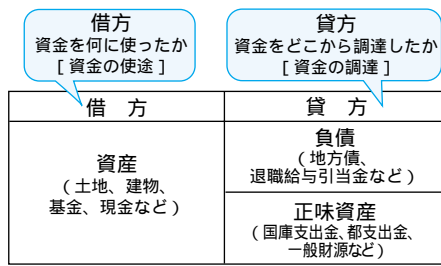 借方
資金を何に使ったか
[ 資金の使途 ]
貸方
資金をどこから調達したか
[ 資金の調達 ]
借 方
貸 方
資産
(土地、建物、
基金、現金など)
負債
(地方債、
退職給与引当金など)
正味資産
(国庫支出金、都支出金、
一般財源など)